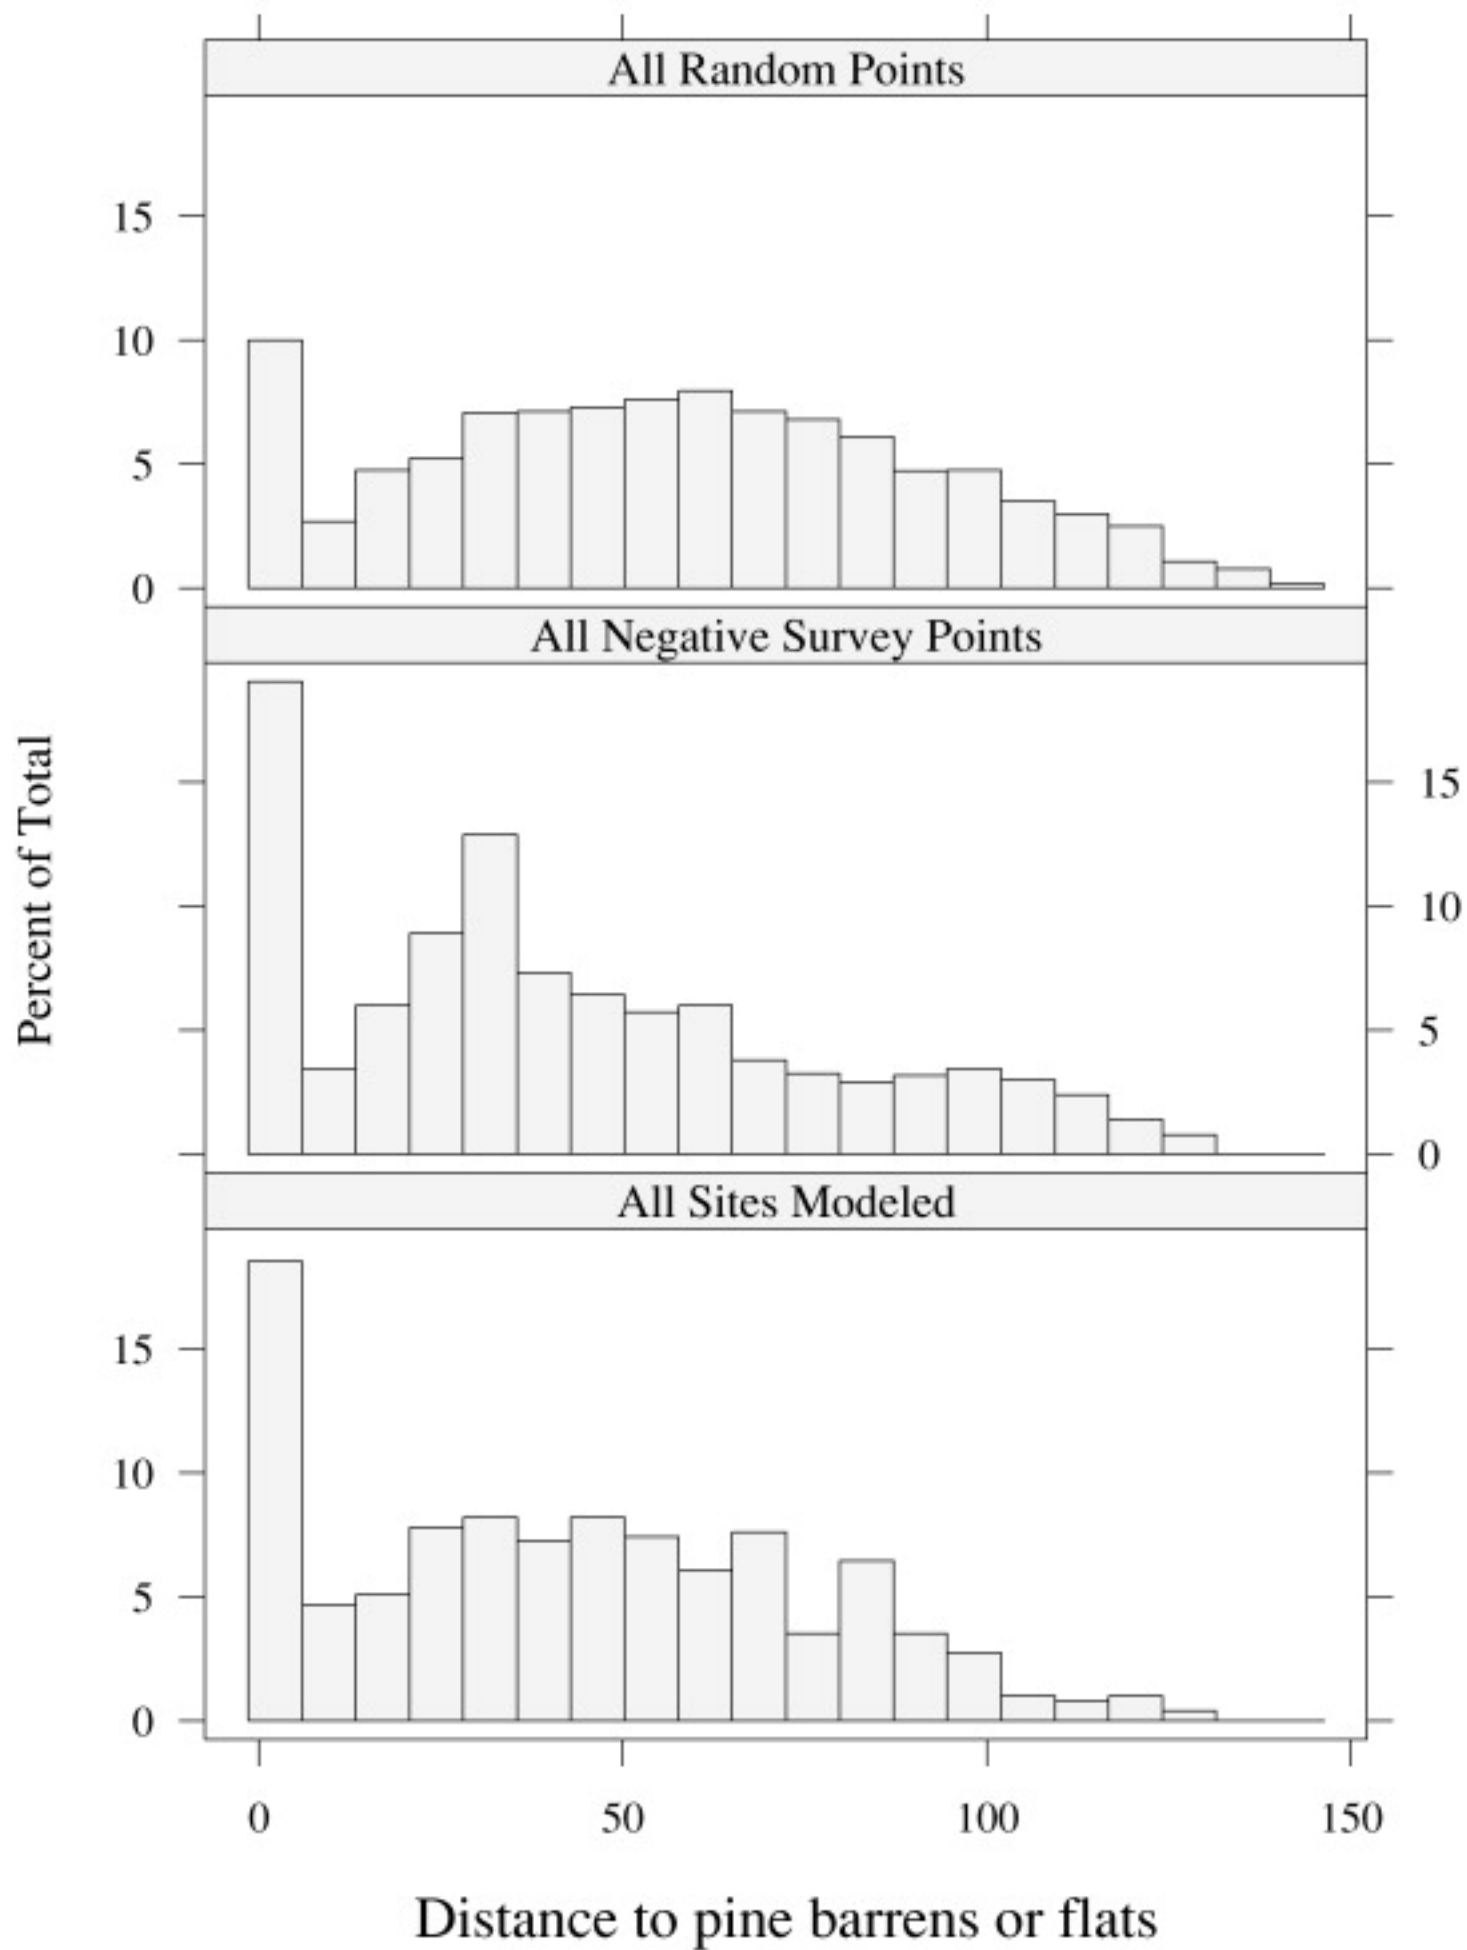 All Random Points
15
10
5
0
All Negative Survey Points
15
10
5
0
Percent of Total
All Sites Modeled
15
10
5
0
0 50 100 150
Distance to pine barrens or flats